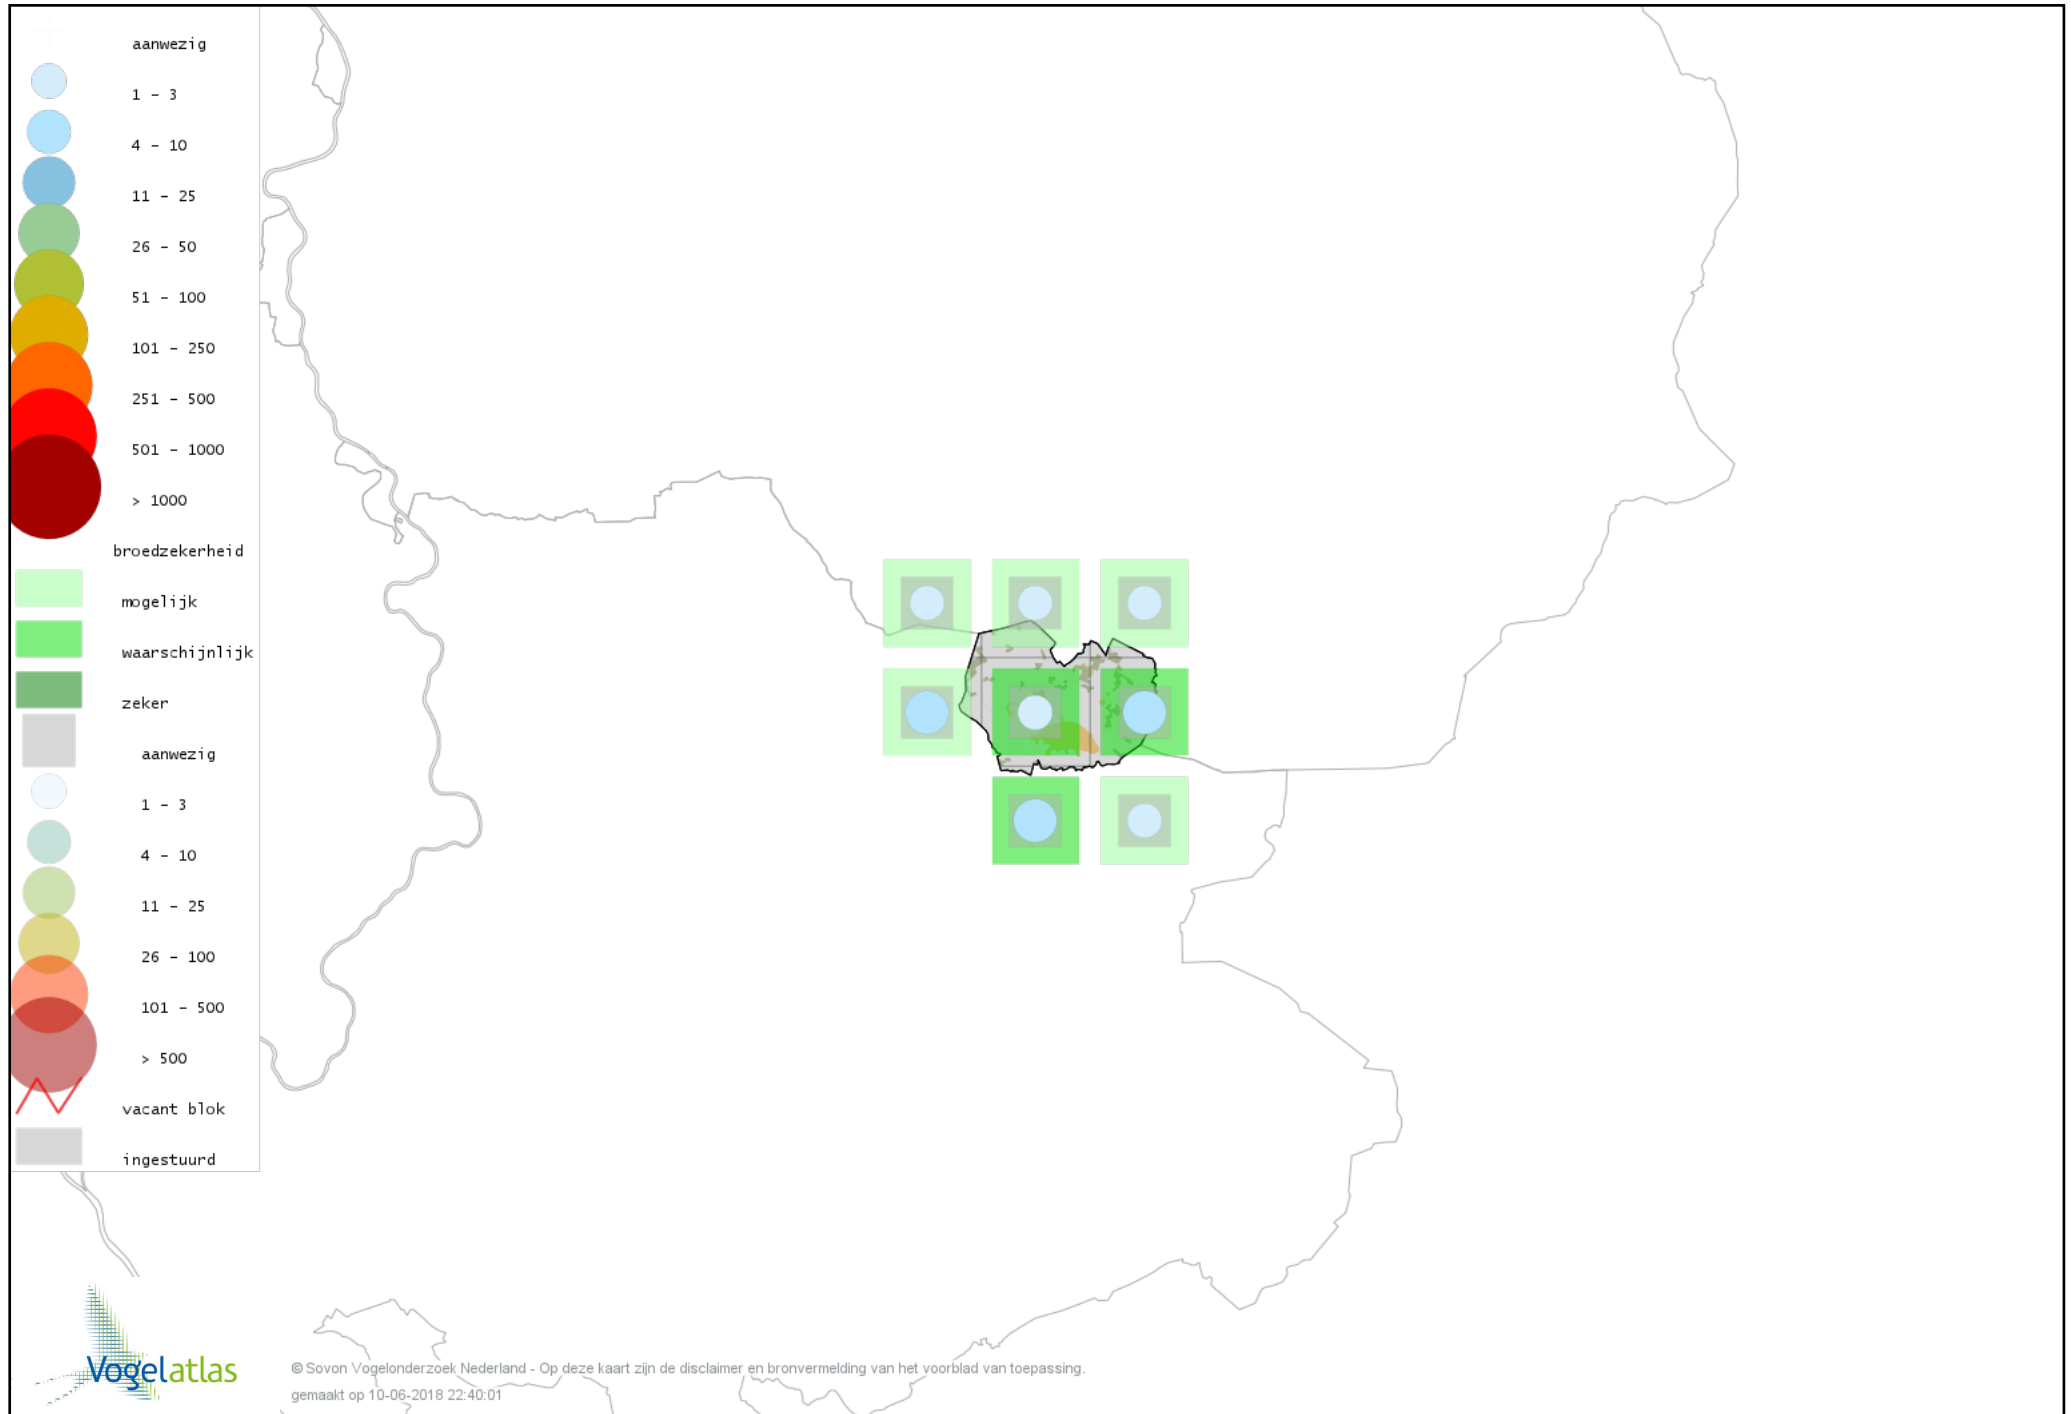 aanwezig
1 - 3
4 - 10
11 - 25
26 - 50
51 - 100
101 - 250
251 - 500
501 - 1000
> 1000
broedzekerheid
mogelijk
waarschijnlijk
zeker
aanwezig
1 - 3
4 - 10
11 - 25
26 - 100
101 - 500
> 500
vacant blok
ingestuurd
Vogelatlas
© Sovon Vogelonderzoek Nederland - Op deze kaart zijn de disclaimer en bronvermelding van het voorblad van toepassing.
gemaakt op 10-06-2018 22:40:01